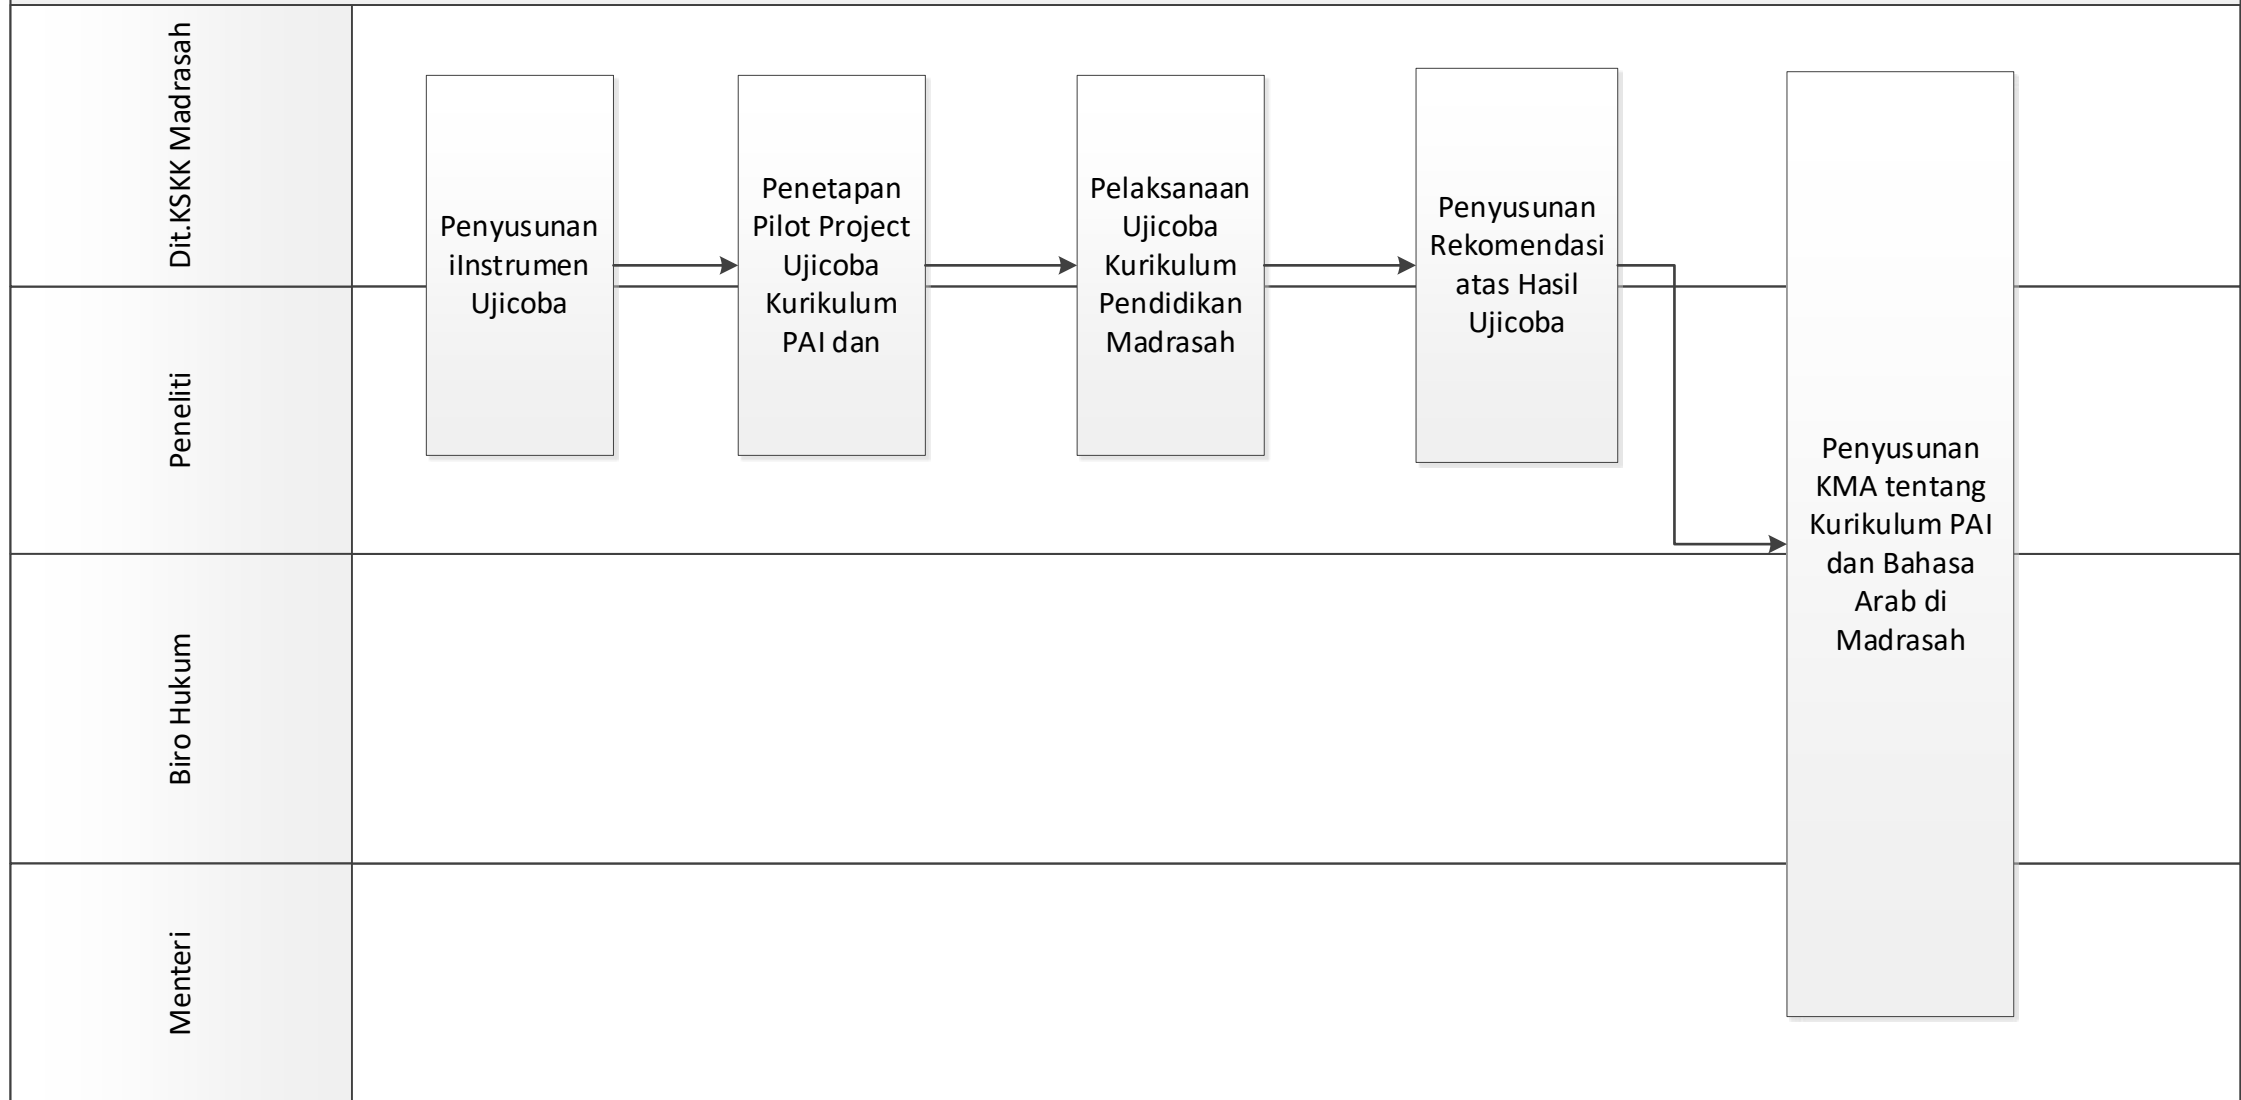 Dit.KSKK Madrasah
Penyusunan
iInstrumen
Ujicoba
Penetapan
Pilot Project
Ujicoba
Kurikulum
PAI dan
Pelaksanaan
Ujicoba
Kurikulum
Pendidikan
Madrasah
Penyusunan
Rekomendasi
atas Hasil
Ujicoba
Penyusunan
KMA tentang
Kurikulum PAI
dan Bahasa
Arab di
Madrasah
Peneliti
Biro Hukum
Menteri